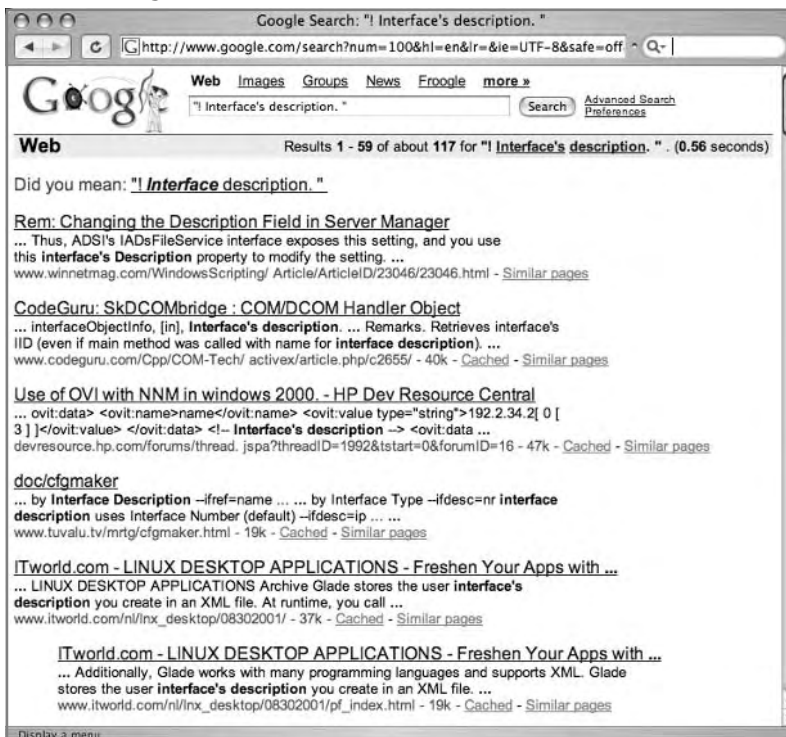 Google Search: "! Interface's description. "
http://www.google.com/search?num=100&hl=en&lr=&ie=UTF-8&safe=off
Google
Web Images Groups News Froogle more »
"! Interface's description. " Search Advanced Search
Preferences
Web Results 1 - 59 of about 117 for "! Interface's description. " . (0.56 seconds)
Did you mean: "! Interface description. "
Rem: Changing the Description Field in Server Manager
... Thus, ADSI's IADsFileService interface exposes this setting, and you use
this interface's Description property to modify the setting. ...
www.winnetmag.com/WindowsScripting/ Article/ArticleID/23046/23046.html - Similar pages
CodeGuru: SkDCOMbridge : COM/DCOM Handler Object
... interfaceObjectInfo, [in], Interface's description. ... Remarks. Retrieves interface's
IID (even if main method was called with name for interface description). ...
www.codeguru.com/Cpp/COM-Tech/ activex/article.php/c2655/ - 40k - Cached - Similar pages
Use of OVI with NNM in windows 2000. - HP Dev Resource Central
... ovit:data> <ovit:name>name</ovit:name> <ovit:value type="string">192.2.34.2[ 0 [
3 ] ]</ovit:value> </ovit:data> <!-- Interface's description --> <ovit:data ...
devresource.hp.com/forums/thread. jspa?threadID=1992&tstart=0&forumID=16 - 47k - Cached - Similar pages
doc/cfgmaker
... by Interface Description --ifref=name ... ... by Interface Type --ifdesc=nr interface
description uses Interface Number (default) --ifdesc=ip ... ...
www.tuvalu.tv/mrtg/cfgmaker.html - 19k - Cached - Similar pages
ITworld.com - LINUX DESKTOP APPLICATIONS - Freshen Your Apps with ...
... LINUX DESKTOP APPLICATIONS Archive Glade stores the user interface's
description you create in an XML file. At runtime, you call ...
www.itworld.com/nl/lnx_desktop/08302001/ - 37k - Cached - Similar pages
ITworld.com - LINUX DESKTOP APPLICATIONS - Freshen Your Apps with ...
... Additionally, Glade works with many programming languages and supports XML. Glade
stores the user interface's description you create in an XML file. ...
www.itworld.com/nl/lnx_desktop/08302001/pf_index.html - 19k - Cached - Similar pages
Display a menu